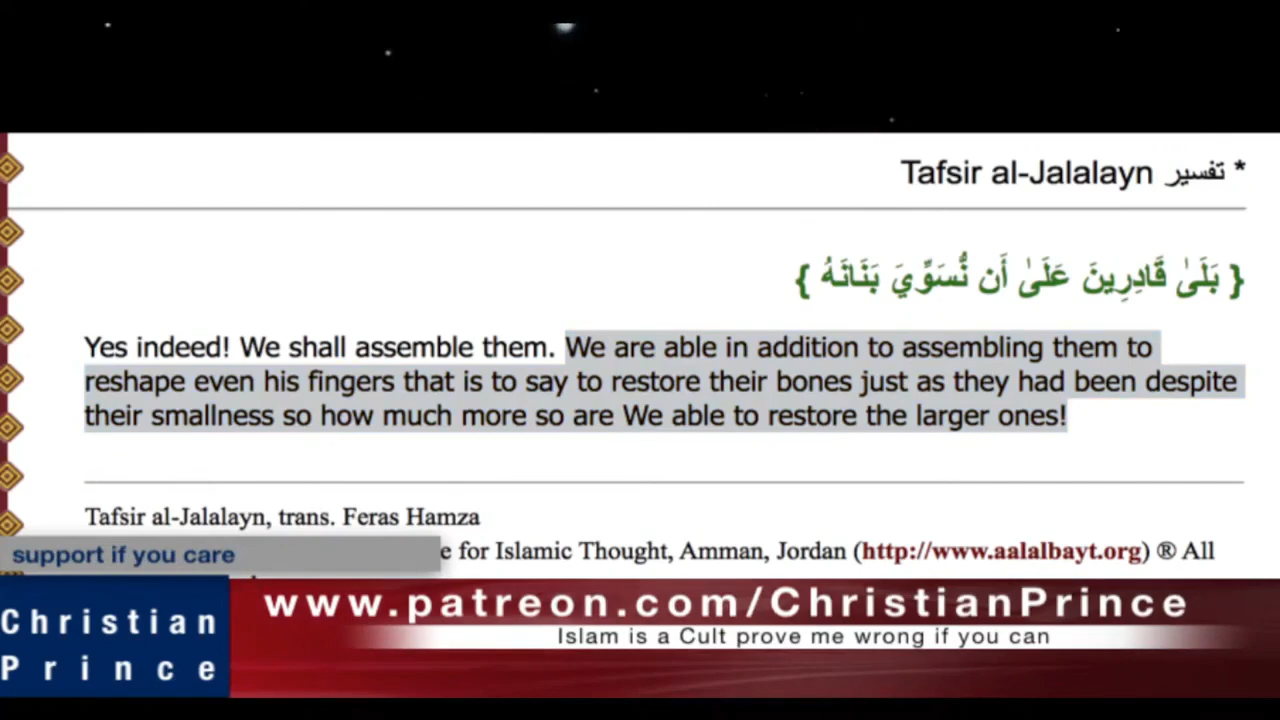 Tafsir al-Jalalayn تفسير *
{ بَلَىٰ قَادِرِينَ عَلَىٰ أَن نُّسَوِّيَ بَنَانَهُ }
Yes indeed! We shall assemble them. We are able in addition to assembling them to
reshape even his fingers that is to say to restore their bones just as they had been despite
their smallness so how much more so are We able to restore the larger ones!
Tafsir al-Jalalayn, trans. Feras Hamza
for Islamic Thought, Amman, Jordan (http://www.aalalbayt.org) ® All
support if you care
Christian
Prince
www.patreon.com/ChristianPrince
Islam is a Cult prove me wrong if you can